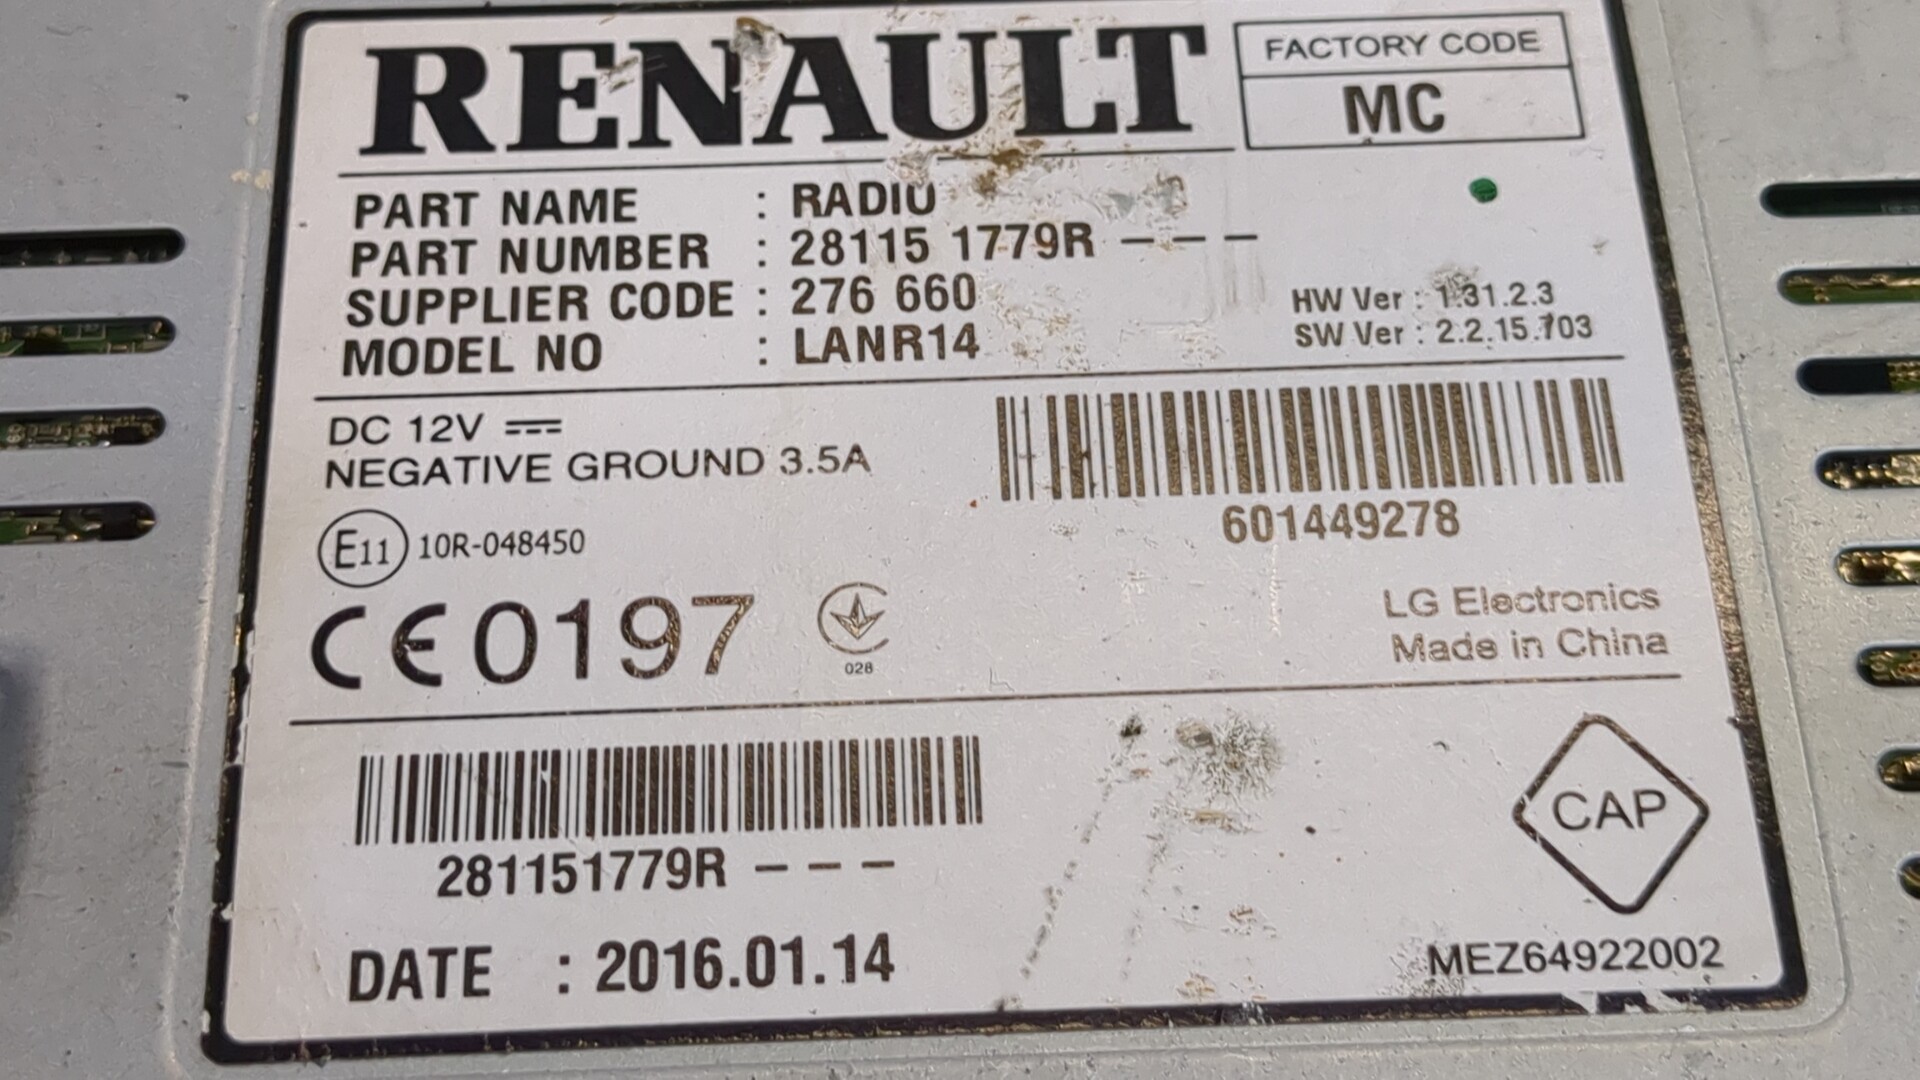 RENAULT
FACTORY CODE
MC
PART NAME : RADIO
PART NUMBER : 28115 1779R – – –
SUPPLIER CODE : 276 660
MODEL NO : LANR14
HW Ver : 1.31.2.3
SW Ver : 2.2.15.703
DC 12V
NEGATIVE GROUND 3.5A
601449278
E11 10R-048450
CE0197
028
LG Electronics
Made in China
281151779R – – –
CAP
DATE : 2016.01.14
MEZ64922002